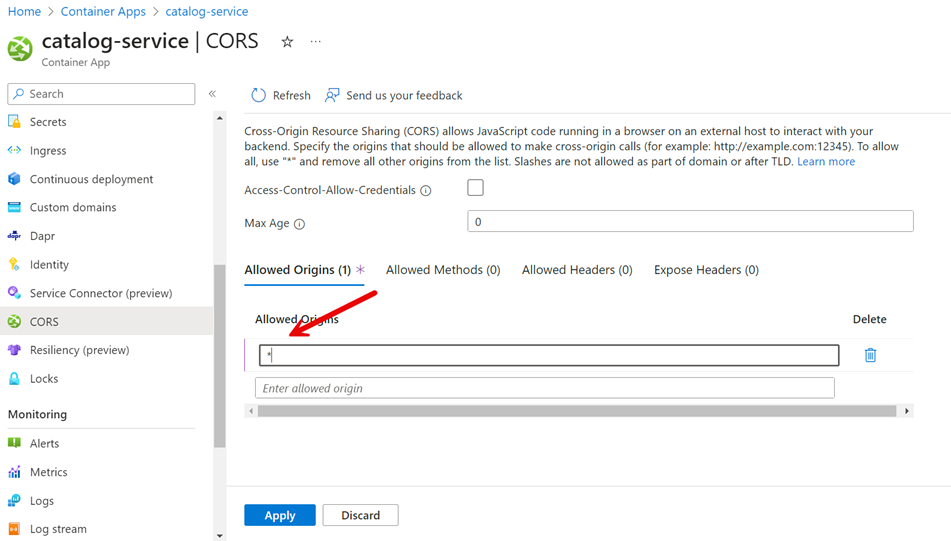 Home > Container Apps > catalog-service
catalog-service | CORS
Container App
Search
Secrets
Ingress
Continuous deployment
Custom domains
dapr Dapr
Identity
Service Connector (preview)
CORS
Resiliency (preview)
Locks
Monitoring
Alerts
Metrics
Logs
Log stream
Refresh Send us your feedback
Cross-Origin Resource Sharing (CORS) allows JavaScript code running in a browser on an external host to interact with your
backend. Specify the origins that should be allowed to make cross-origin calls (for example: http://example.com:12345). To allow
all, use "*" and remove all other origins from the list. Slashes are not allowed as part of domain or after TLD. Learn more
Access-Control-Allow-Credentials
Max Age 0
Allowed Origins (1) * Allowed Methods (0) Allowed Headers (0) Expose Headers (0)
Allowed Origins Delete
*
Enter allowed origin
Apply Discard